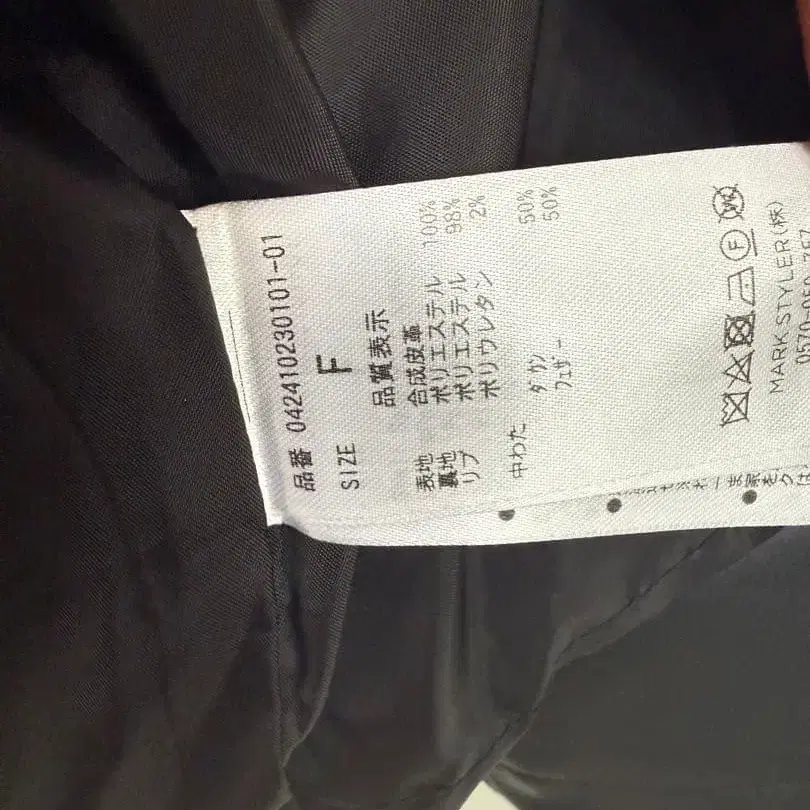 品番 042410230101-01
SIZE F
品質表示
表地 合成皮革
裏地 ポリエステル 100%
リブ ポリエステル 98%
ポリウレタン 2%
中わた ダウン 50%
フェザー 50%
MARK STYLER(株)